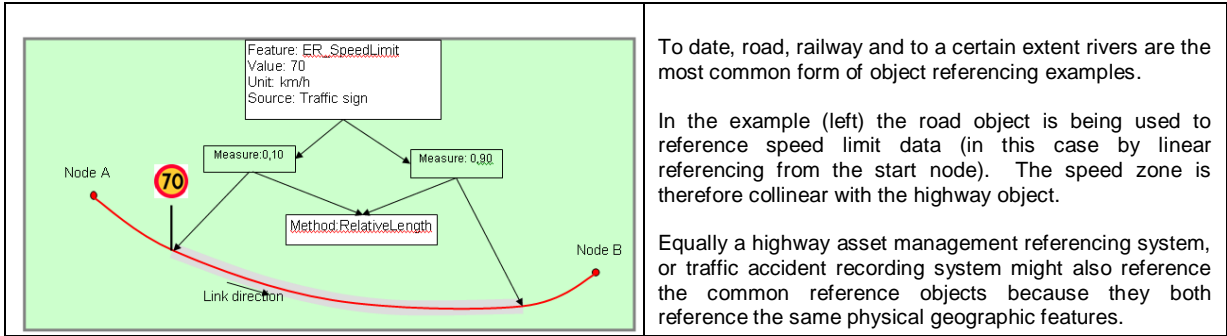 Feature: ER_SpeedLimit
Value: 70
Unit: km/h
Source: Traffic sign
Measure:0,10
Measure: 0,90
Node A
70
Method:RelativeLength
Node B
Link direction
To date, road, railway and to a certain extent rivers are the
most common form of object referencing examples.
In the example (left) the road object is being used to
reference speed limit data (in this case by linear
referencing from the start node). The speed zone is
therefore collinear with the highway object.
Equally a highway asset management referencing system,
or traffic accident recording system might also reference
the common reference objects because they both
reference the same physical geographic features.